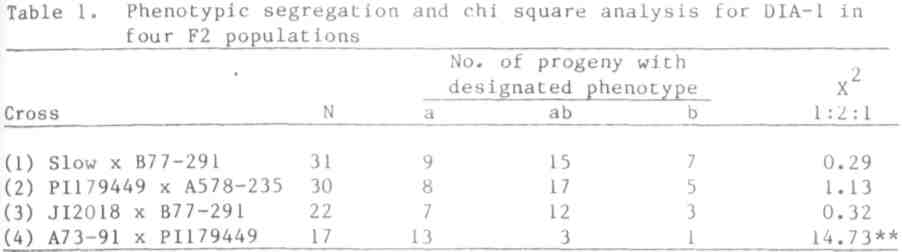 Table 1. Phenotypic segregation and chi square analysis for DIA-1 in
four F2 populations
No. of progeny with
designated phenotype X2
Cross N a ab b 1:2:1
(1) Slow x B77-291 31 9 15 7 0.29
(2) PI179449 x A578-235 30 8 17 5 1.13
(3) JI2018 x B77-291 22 7 12 3 0.32
(4) A73-91 x PI179449 17 13 3 1 14.73**